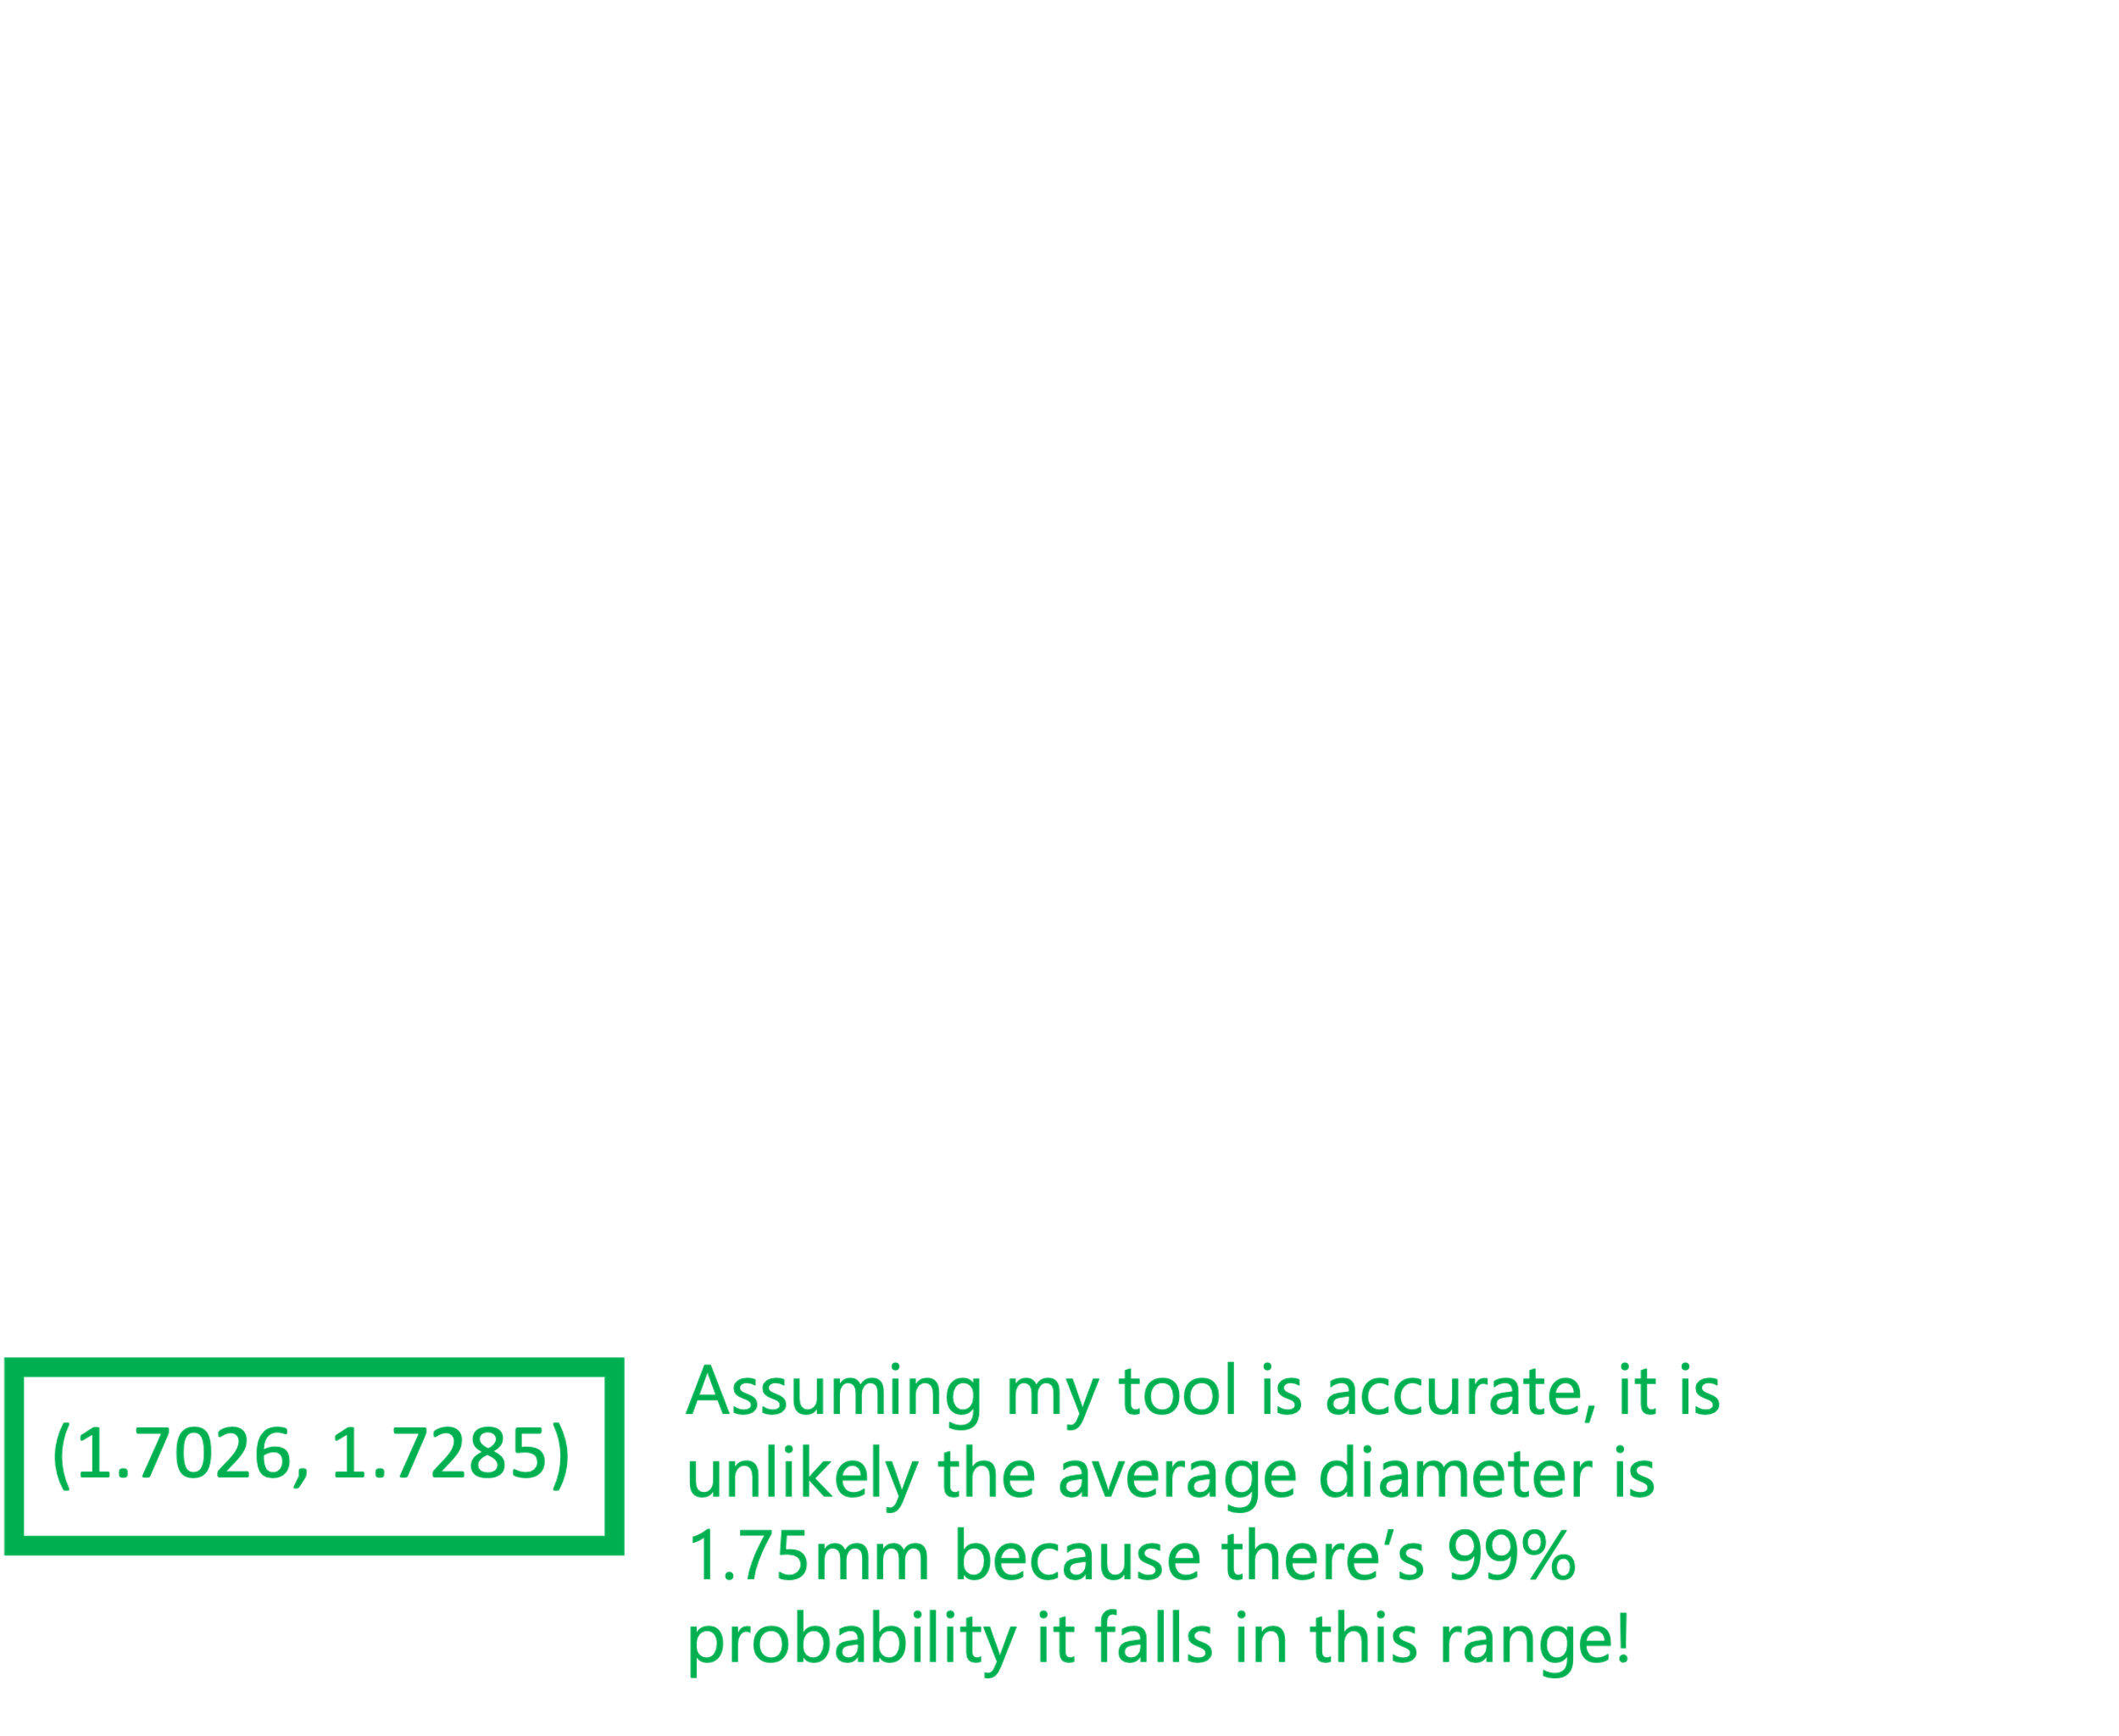 (1.7026, 1.7285)
Assuming my tool is accurate, it is
unlikely the average diameter is
1.75mm because there’s 99%
probability it falls in this range!